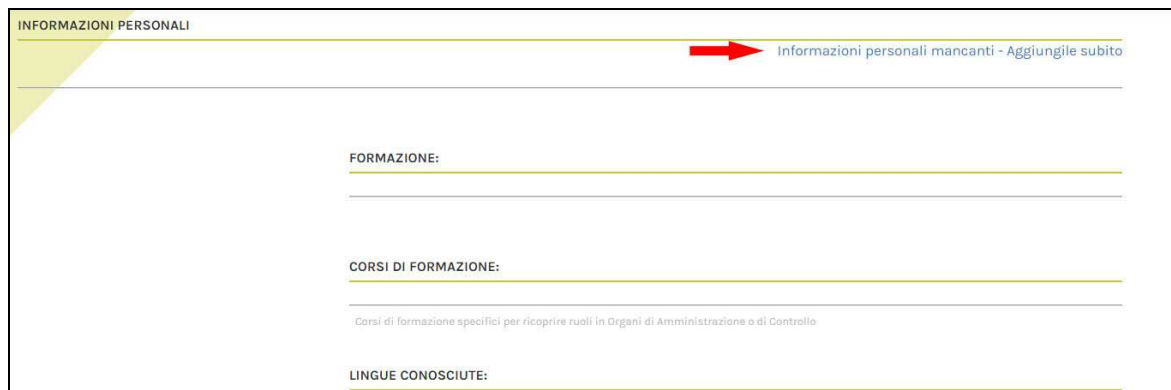 INFORMAZIONI PERSONALI
Informazioni personali mancanti - Aggiungile subito
FORMAZIONE:
CORSI DI FORMAZIONE:
Corsi di formazione specifici per ricoprire ruoli in Organi di Amministrazione o di Controllo
LINGUE CONOSCIUTE: